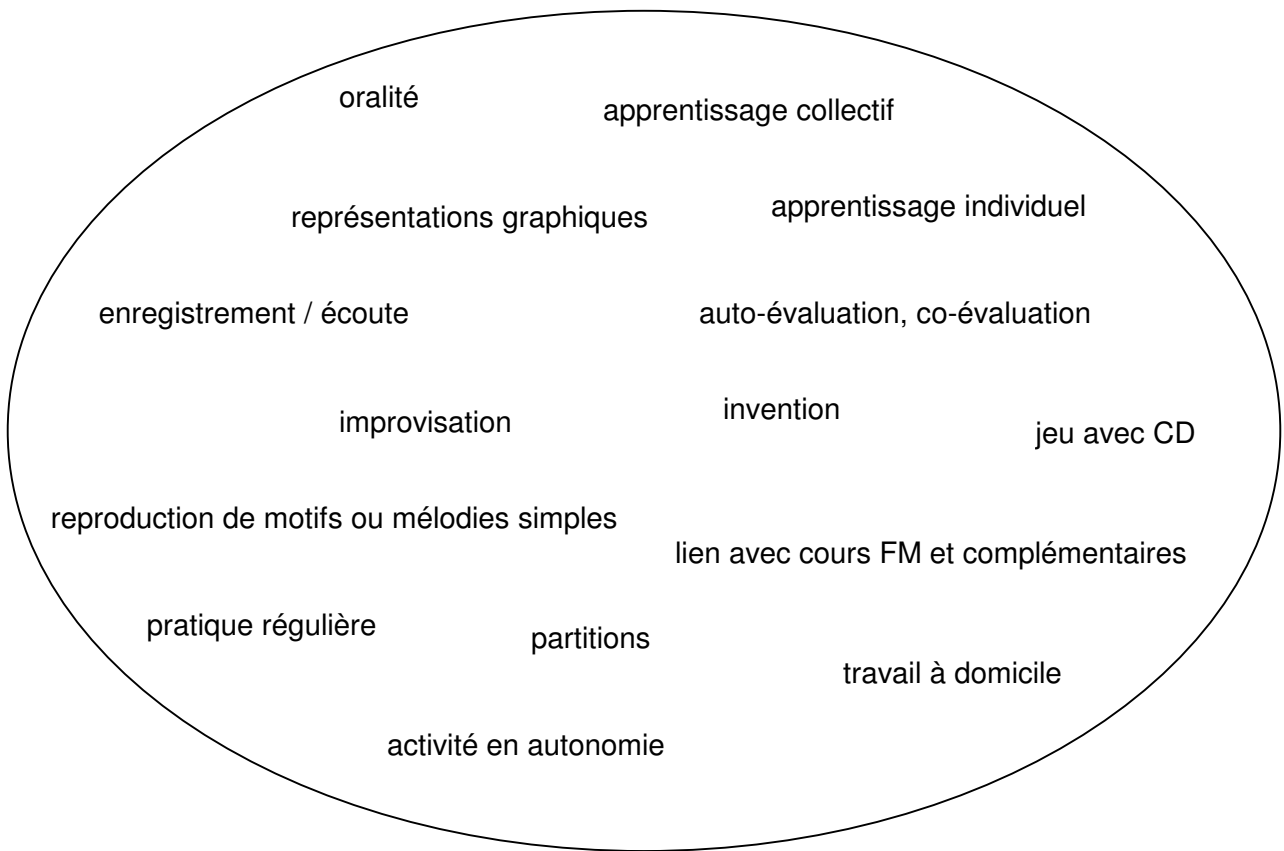 oralité
apprentissage collectif
représentations graphiques
apprentissage individuel
enregistrement / écoute
auto-évaluation, co-évaluation
improvisation
invention
jeu avec CD
reproduction de motifs ou mélodies simples
lien avec cours FM et complémentaires
pratique régulière
partitions
travail à domicile
activité en autonomie